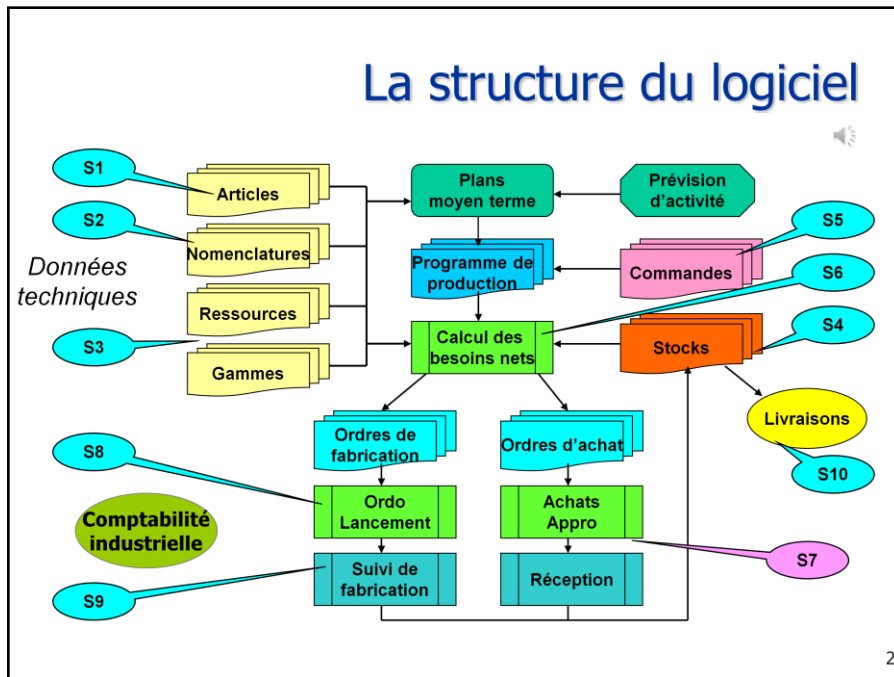 La structure du logiciel
S1
Articles
Plans
moyen terme
Prévision
d'activité
S2
Nomenclatures
S5
Données
techniques
Programme de
production
Commandes
S6
Ressources
S3
Calcul des
besoins nets
Stocks
S4
Gammes
Livraisons
Ordres de
fabrication
Ordres d'achat
S8
S10
Ordo
Lancement
Achats
Appro
Comptabilité
industrielle
S7
Suivi de
fabrication
Réception
S9
2